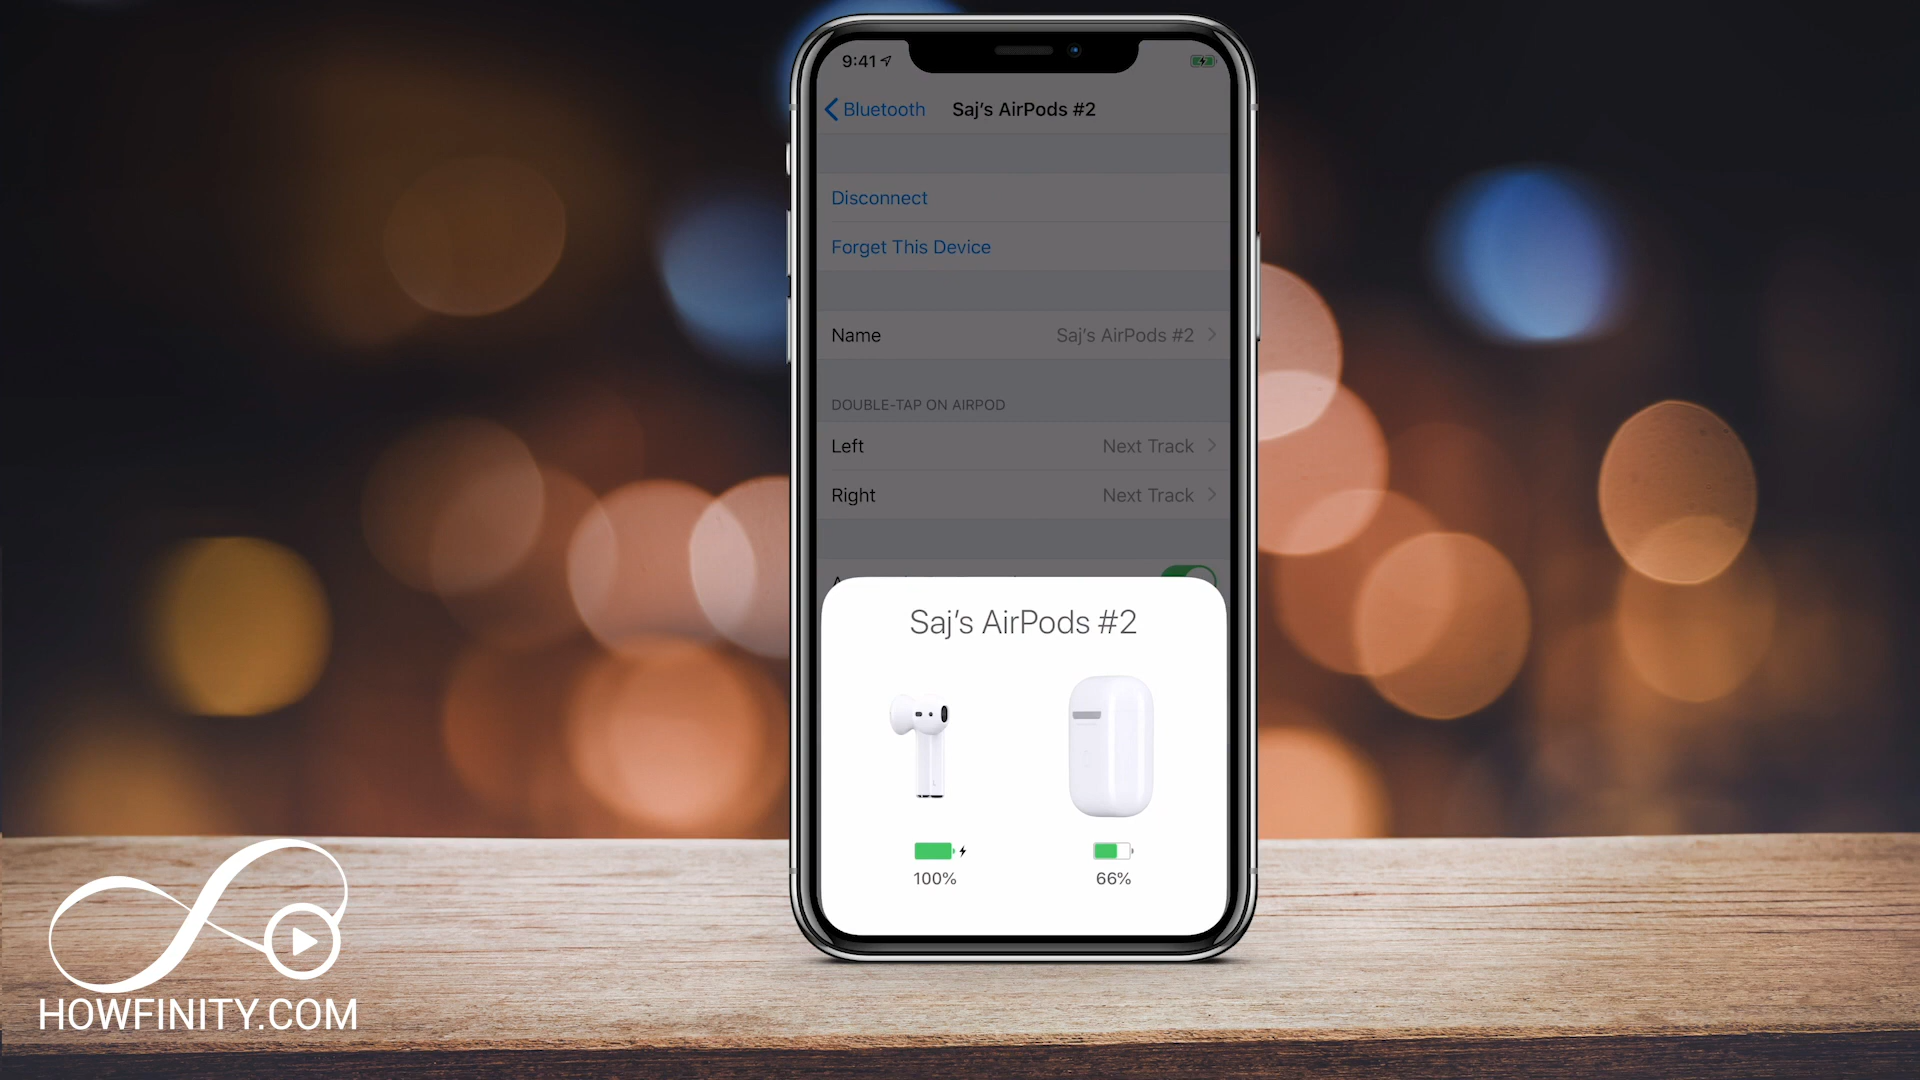 9:41
Bluetooth Saj's AirPods #2
Disconnect
Forget This Device
Name Saj's AirPods #2
DOUBLE-TAP ON AIRPOD
Left Next Track
Right Next Track
Saj's AirPods #2
100% 66%
HOWFINITY.COM